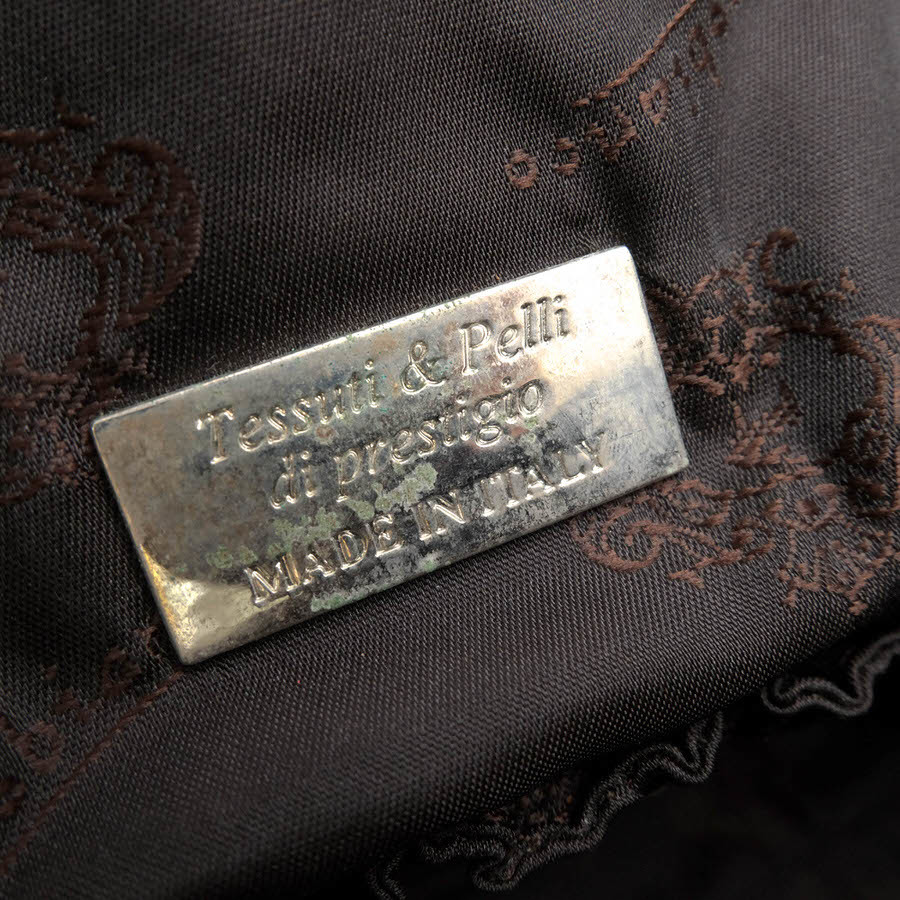 Tessuti & Pelli
di prestigio
MADE IN ITALY